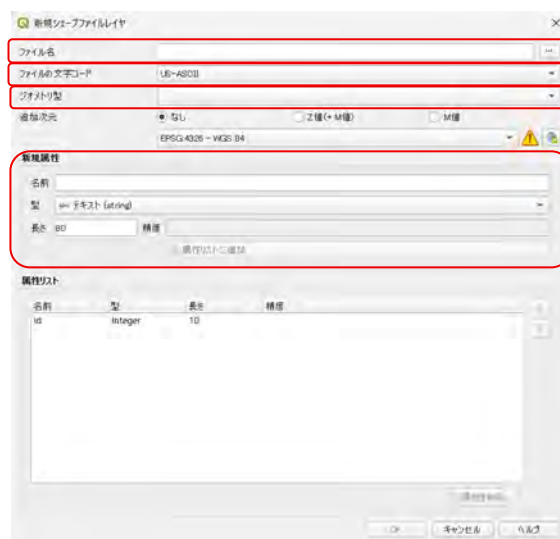 新規シェープファイルレイヤ
ファイル名 ...
ファイルの文字コード US-ASCII
ジオメトリ型
追加次元 なし Z値(+ M値) M値
EPSG:4326 - WGS 84
新規属性
名前
型 abc テキスト (string)
長さ 80 精度
属性リストに追加
属性リスト
名前 型 長さ 精度
id Integer 10
OK キャンセル ヘルプ